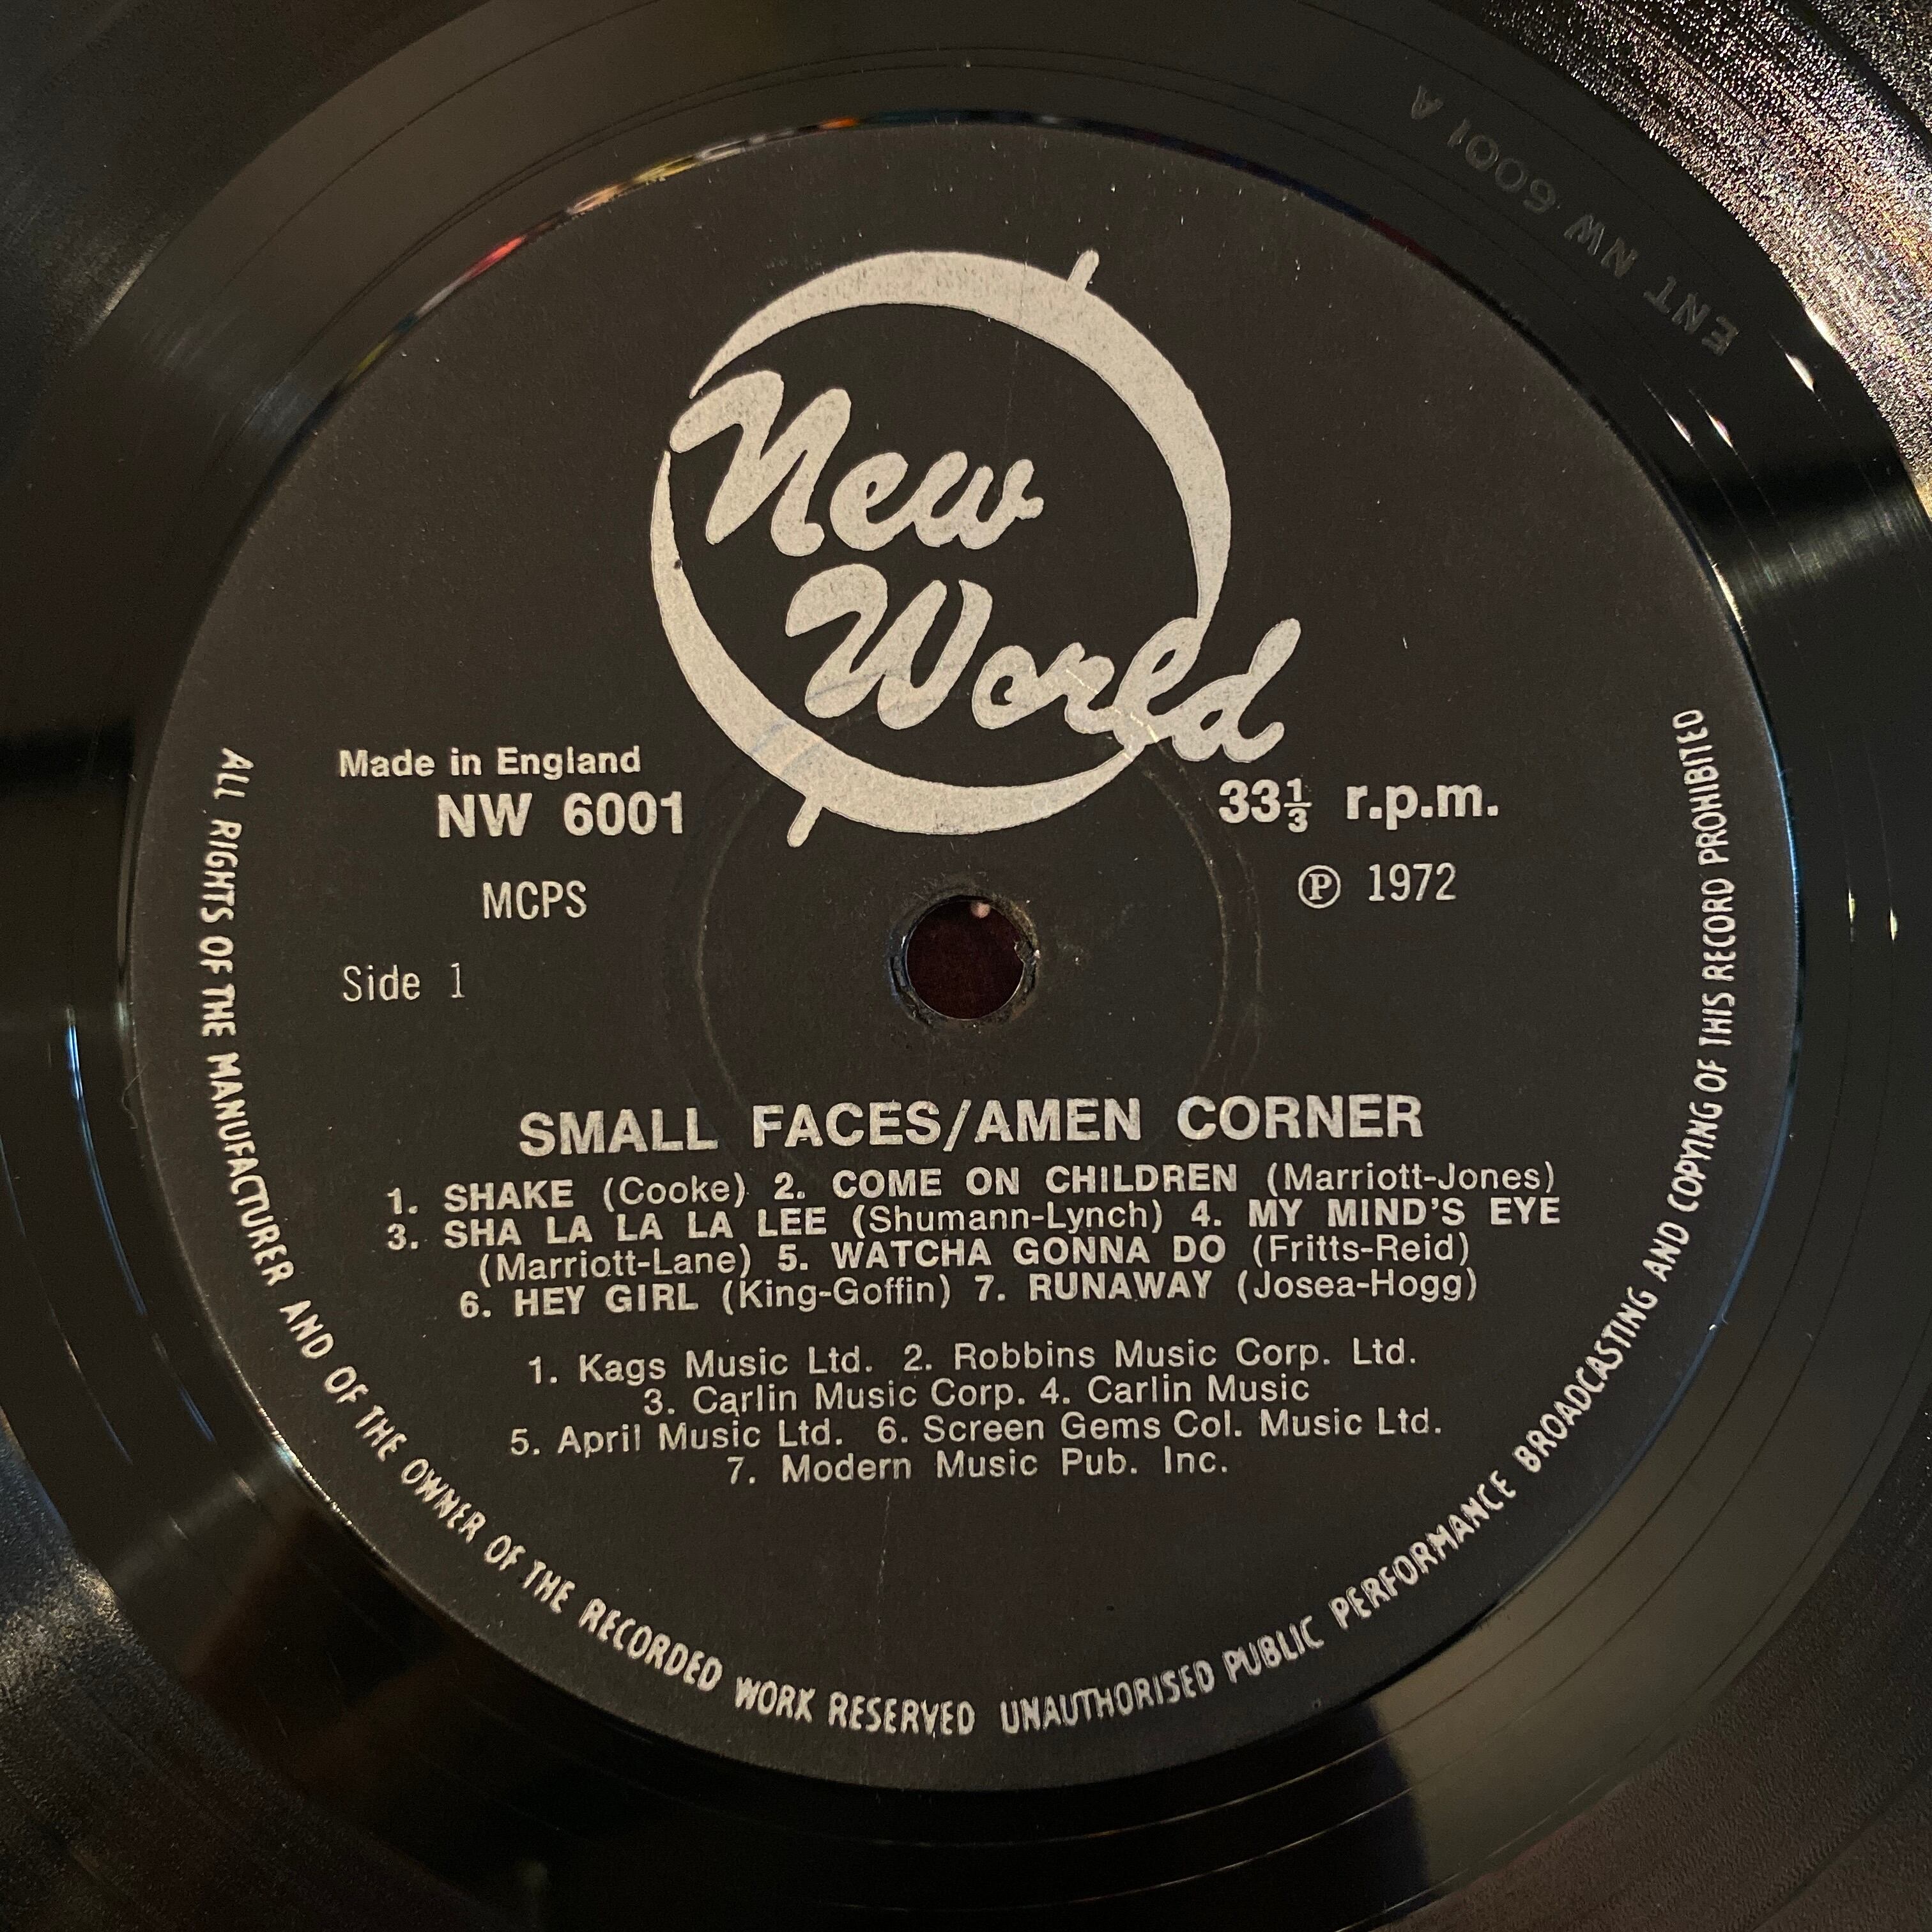 ENT NW 6001 A
New
World
Made in England
NW 6001
33⅓ r.p.m.
MCPS
℗ 1972
Side 1
SMALL FACES/AMEN CORNER
1. SHAKE (Cooke) 2. COME ON CHILDREN (Marriott-Jones)
3. SHA LA LA LA LEE (Shumann-Lynch) 4. MY MIND'S EYE
(Marriott-Lane) 5. WATCHA GONNA DO (Fritts-Reid)
6. HEY GIRL (King-Goffin) 7. RUNAWAY (Josea-Hogg)
1. Kags Music Ltd. 2. Robbins Music Corp. Ltd.
3. Carlin Music Corp. 4. Carlin Music
5. April Music Ltd. 6. Screen Gems Col. Music Ltd.
7. Modern Music Pub. Inc.
ALL RIGHTS OF THE MANUFACTURER AND OF THE OWNER OF THE RECORDED WORK RESERVED UNAUTHORISED PUBLIC PERFORMANCE BROADCASTING AND COPYING OF THIS RECORD PROHIBITED